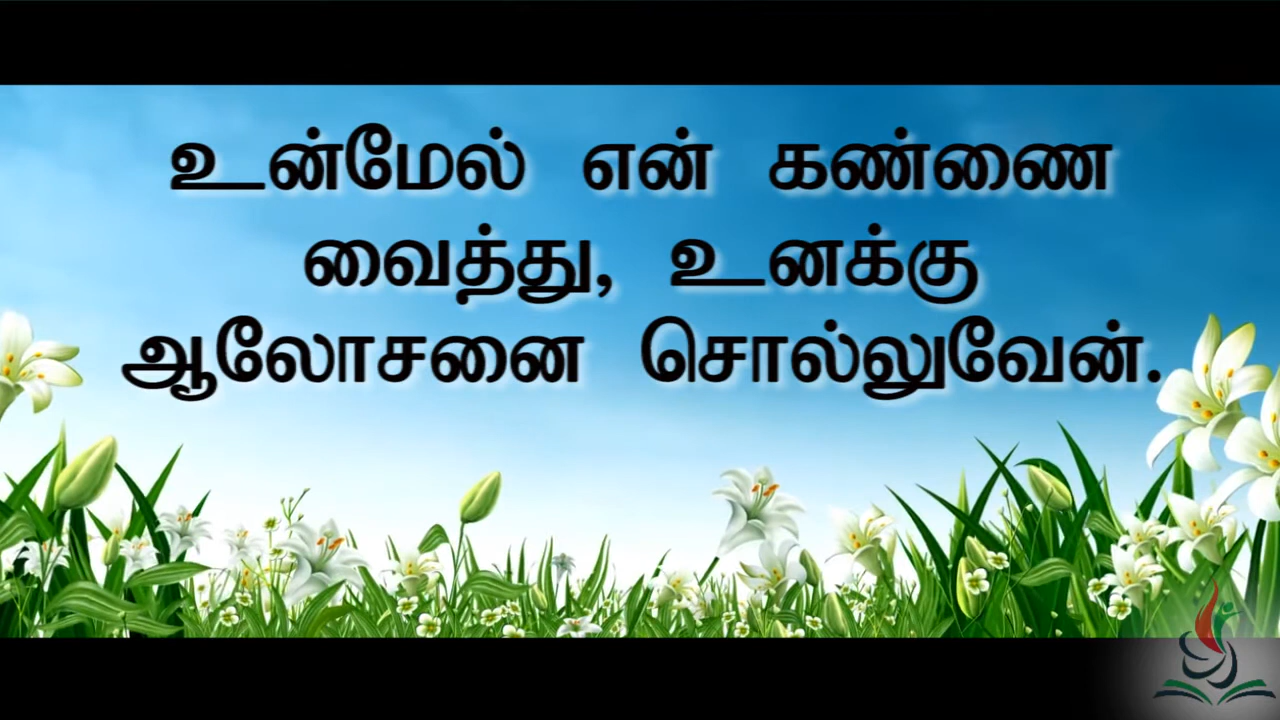 உன்மேல் என் கண்ணை
வைத்து, உனக்கு
ஆலோசனை சொல்லுவேன்.